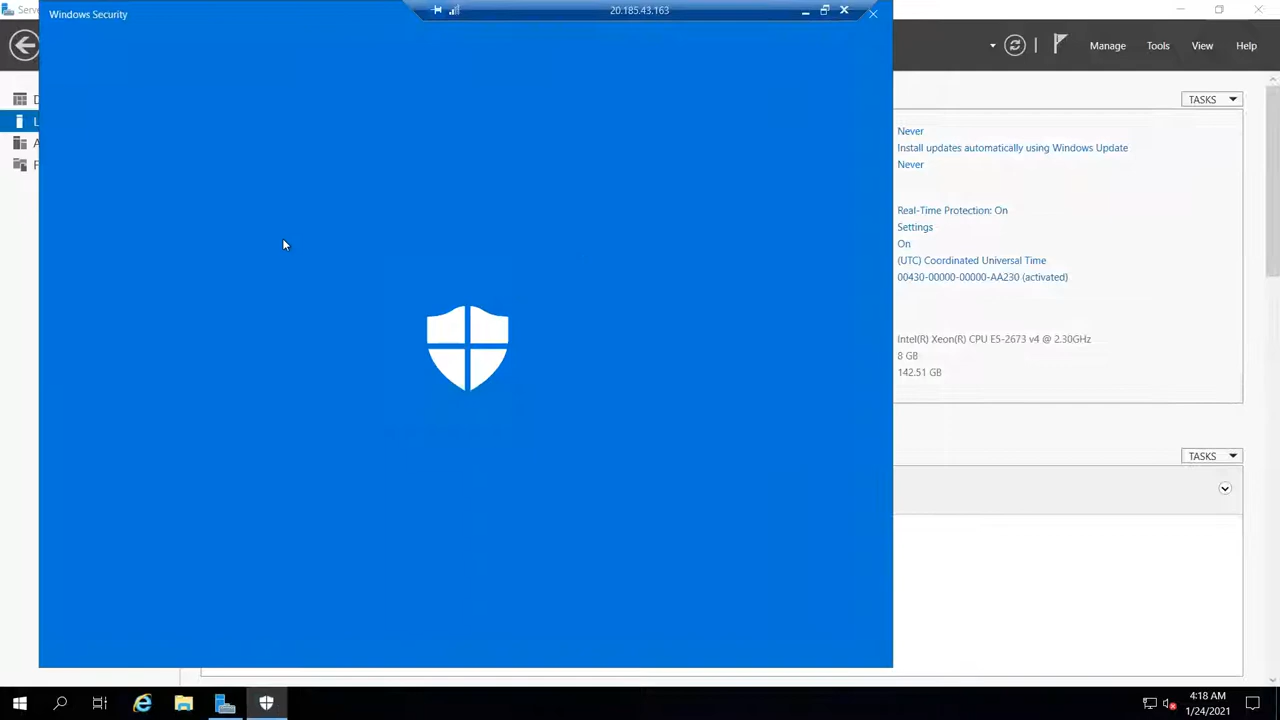 Serve
Windows Security
20.185.43.163
Manage
Tools
View
Help
D
L
A
F
TASKS
Never
Install updates automatically using Windows Update
Never
Real-Time Protection: On
Settings
On
(UTC) Coordinated Universal Time
00430-00000-00000-AA230 (activated)
Intel(R) Xeon(R) CPU E5-2673 v4 @ 2.30GHz
8 GB
142.51 GB
TASKS
4:18 AM
1/24/2021